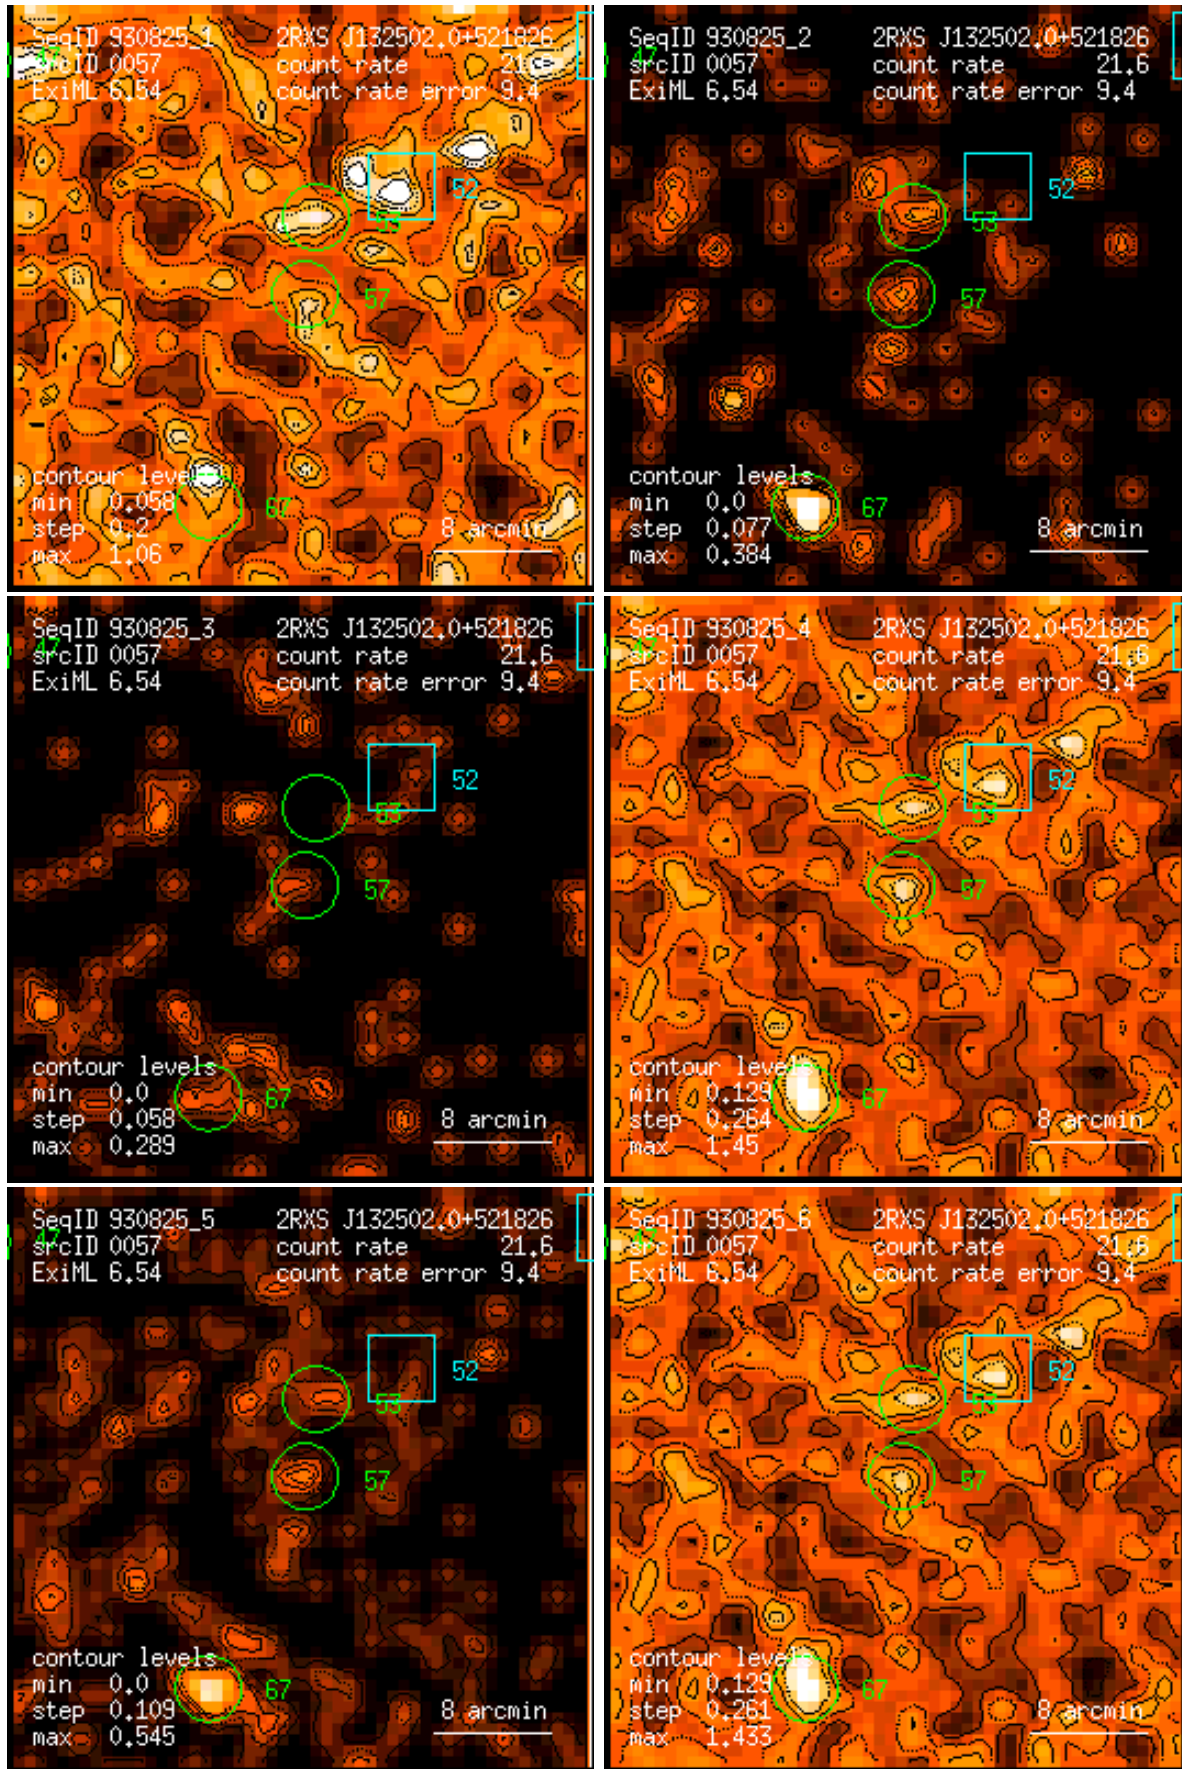 SeqID 930825_1 2RXS J132502.0+521826
47
srcID 0057 count rate 21.6
ExiML 6.54 count rate error 9.4
52
53
57
contour levels
min 0.058 67
step 0.2 8 arcmin
max 1.06
SeqID 930825_2 2RXS J132502.0+521826
47
srcID 0057 count rate 21.6
ExiML 6.54 count rate error 9.4
52
53
57
contour levels
min 0.0 67
step 0.077 8 arcmin
max 0.384
SeqID 930825_3 2RXS J132502.0+521826
47
srcID 0057 count rate 21.6
ExiML 6.54 count rate error 9.4
52
53
57
contour levels
min 0.0 67
step 0.058 8 arcmin
max 0.289
SeqID 930825_4 2RXS J132502.0+521826
47
srcID 0057 count rate 21.6
ExiML 6.54 count rate error 9.4
52
53
57
contour levels
min 0.129 67
step 0.264 8 arcmin
max 1.45
SeqID 930825_5 2RXS J132502.0+521826
47
srcID 0057 count rate 21.6
ExiML 6.54 count rate error 9.4
52
53
57
contour levels
min 0.0 67
step 0.109 8 arcmin
max 0.545
SeqID 930825_6 2RXS J132502.0+521826
47
srcID 0057 count rate 21.6
ExiML 6.54 count rate error 9.4
52
53
57
contour levels
min 0.129 67
step 0.261 8 arcmin
max 1.433